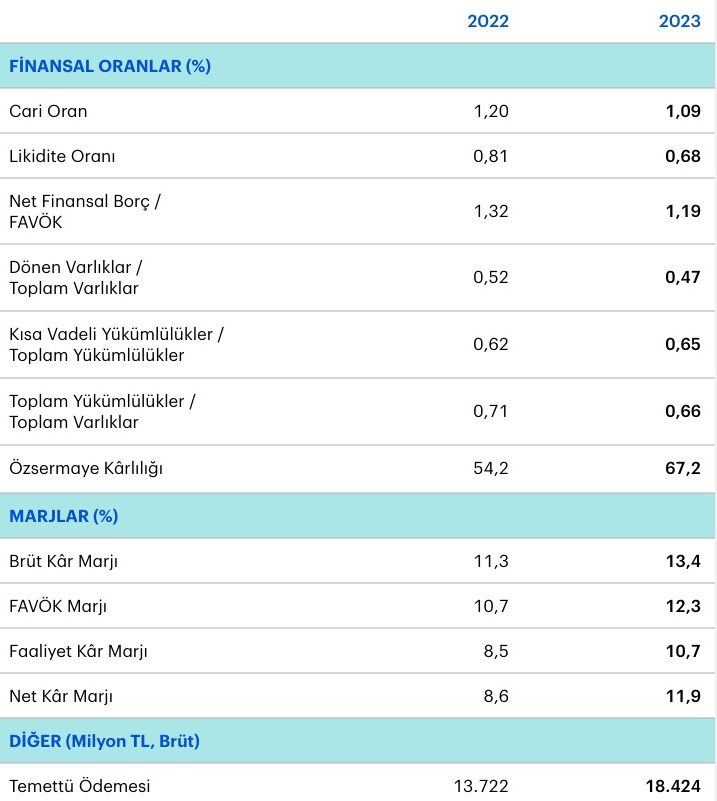 2022 2023
FİNANSAL ORANLAR (%)
Cari Oran 1,20 1,09
Likidite Oranı 0,81 0,68
Net Finansal Borç /
FAVÖK 1,32 1,19
Dönen Varlıklar /
Toplam Varlıklar 0,52 0,47
Kısa Vadeli Yükümlülükler /
Toplam Yükümlülükler 0,62 0,65
Toplam Yükümlülükler /
Toplam Varlıklar 0,71 0,66
Özsermaye Kârlılığı 54,2 67,2
MARJLAR (%)
Brüt Kâr Marjı 11,3 13,4
FAVÖK Marjı 10,7 12,3
Faaliyet Kâr Marjı 8,5 10,7
Net Kâr Marjı 8,6 11,9
DİĞER (Milyon TL, Brüt)
Temettü Ödemesi 13.722 18.424